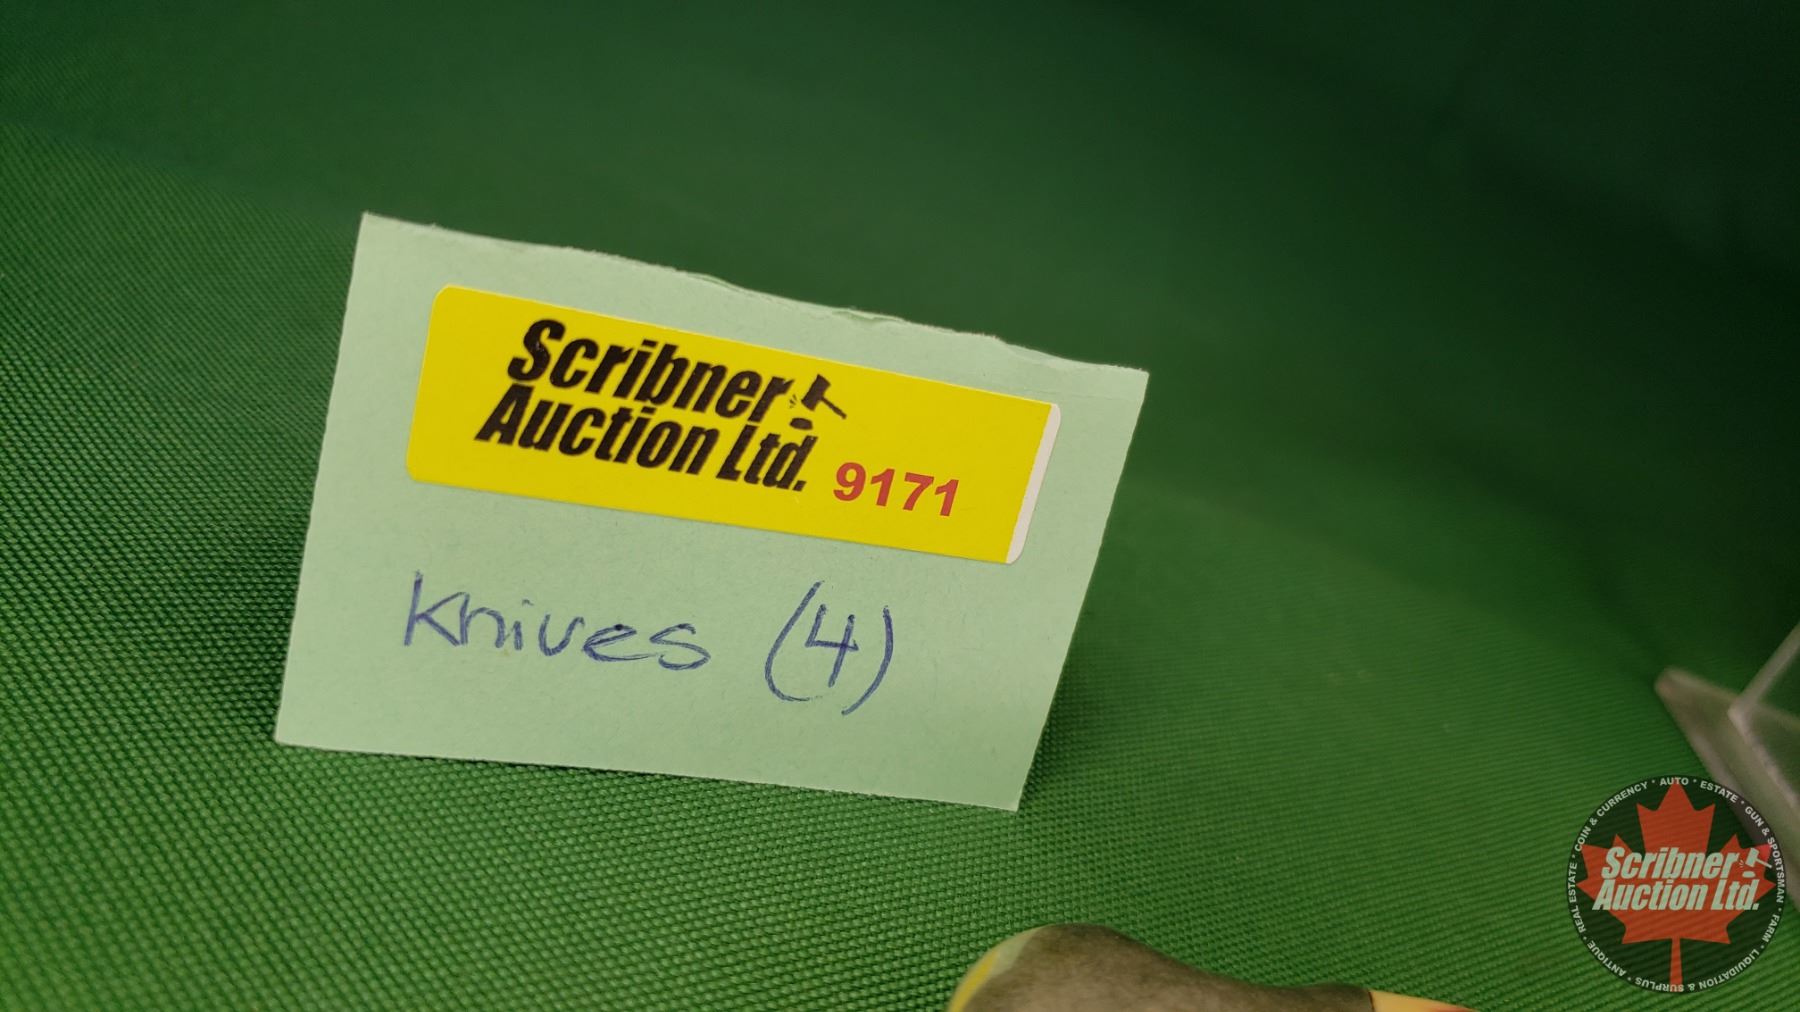 Scribner
Auction Ltd. 9171
Knives (4)
COIN & CURRENCY * AUTO * ESTATE * GUN & SPORTSMAN * FARM * LIQUIDATION & SURPLUS * ANTIQUE * REAL ESTATE *
Scribner
Auction Ltd.